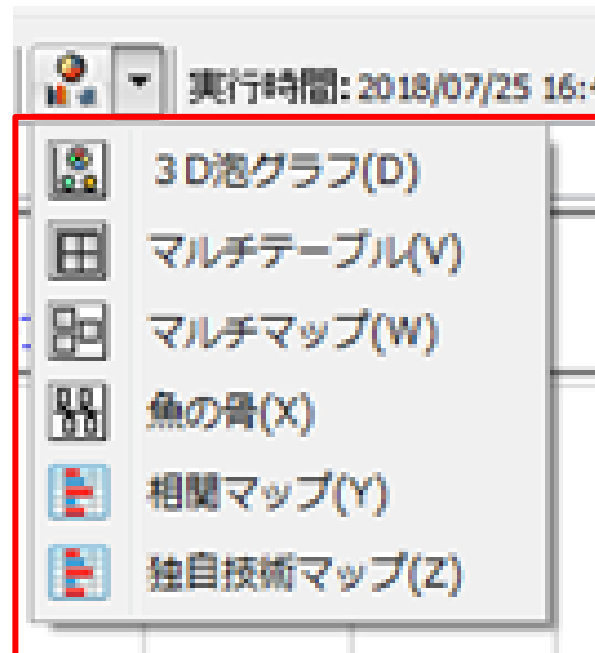 実行時間: 2018/07/25 16:
３D泡グラフ(D)
マルチテーブル(V)
マルチマップ(W)
魚の骨(X)
相関マップ(Y)
独自技術マップ(Z)